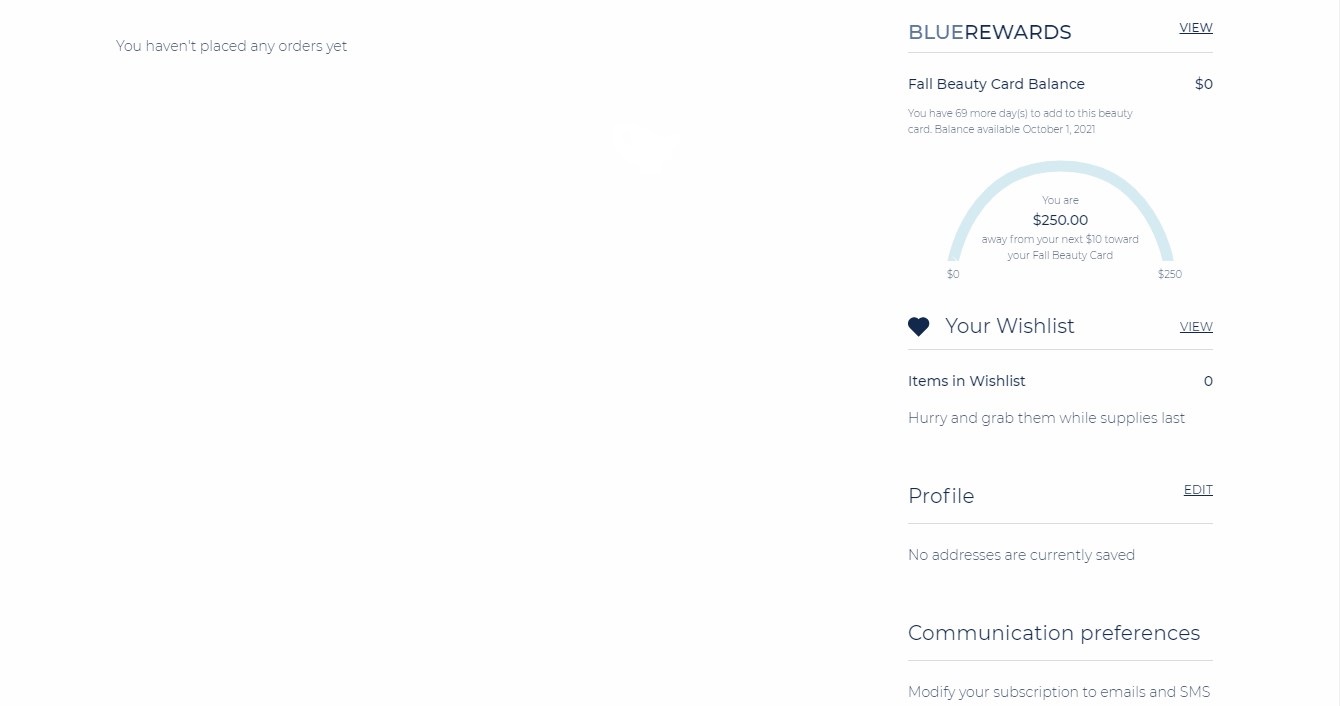 You haven't placed any orders yet
BLUEREWARDS
VIEW
Fall Beauty Card Balance
$0
You have 69 more day(s) to add to this beauty
card. Balance available October 1, 2021
You are
$250.00
away from your next $10 toward
your Fall Beauty Card
$0
$250
Your Wishlist
VIEW
Items in Wishlist
0
Hurry and grab them while supplies last
Profile
EDIT
No addresses are currently saved
Communication preferences
Modify your subscription to emails and SMS